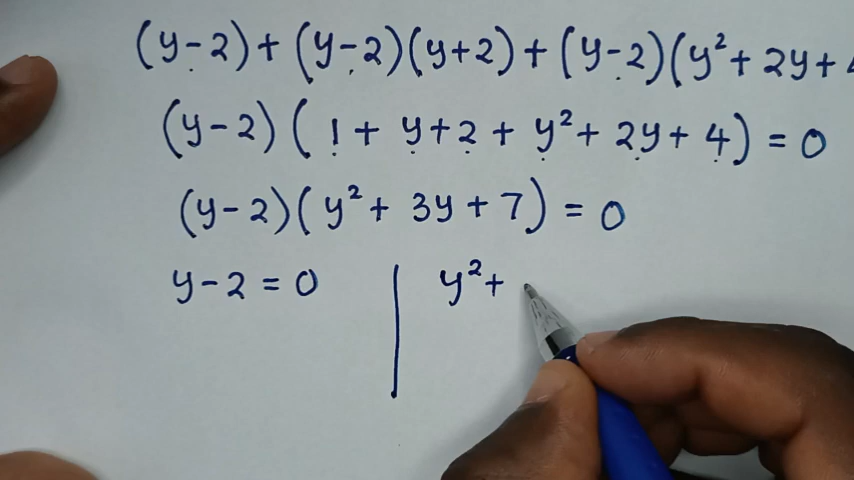 (y-2) + (y-2)(y+2) + (y-2)(y² + 2y + 4
(y-2) ( 1 + y+2 + y² + 2y + 4) = 0
(y-2)( y² + 3y + 7) = 0
y-2 = 0 | y² +